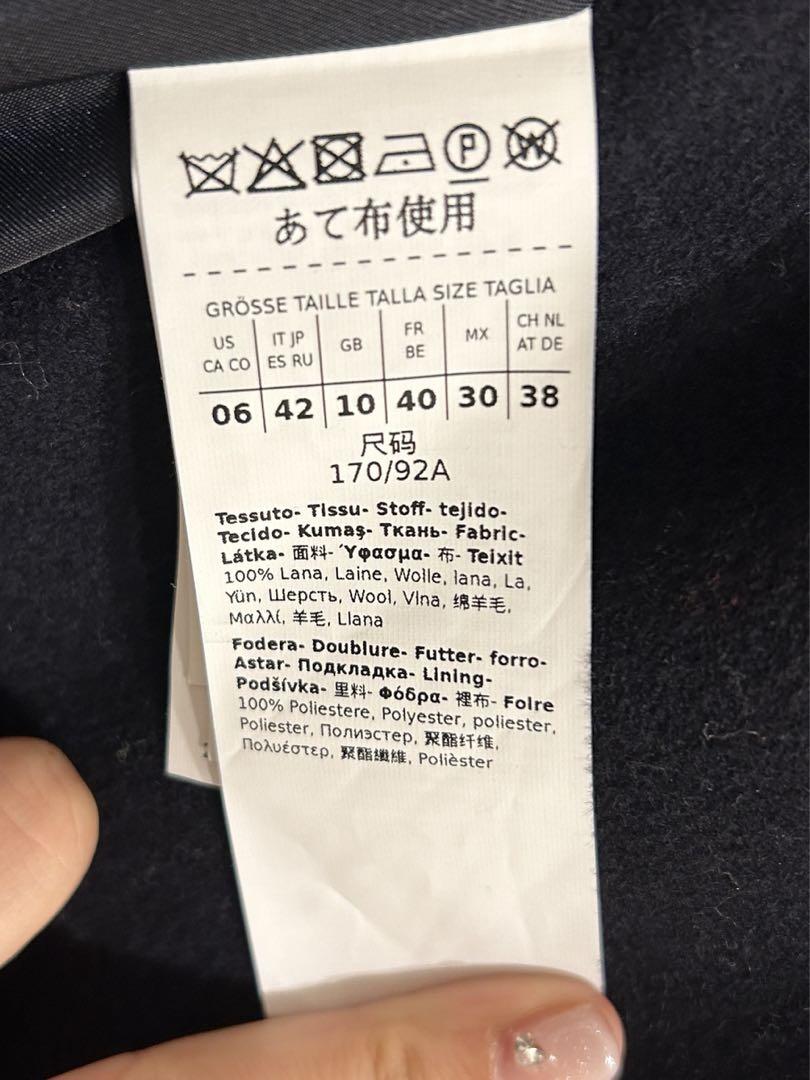 P W
あて布使用
GRÖSSE TAILLE TALLA SIZE TAGLIA
US CA CO
IT JP ES RU
GB
FR BE
MX
CH NL AT DE
06 42 10 40 30 38
尺码
170/92A
Tessuto- Tissu- Stoff- tejido-
Tecido- Kumaş- Ткань- Fabric-
Látka- 面料- Ύφασμα- 布- Teixit
100% Lana, Laine, Wolle, lana, La,
Yün, Шерсть, Wool, Vlna, 绵羊毛,
Μαλλί, 羊毛, Llana
Fodera- Doublure- Futter- forro-
Astar- Подкладка- Lining-
Podšívka- 里料- Φόδρα- 裡布- Folre
100% Poliestere, Polyester, poliester,
Poliester, Полиэстер, 聚酯纤维,
Πολυέστερ, 聚酯纖維, Polièster